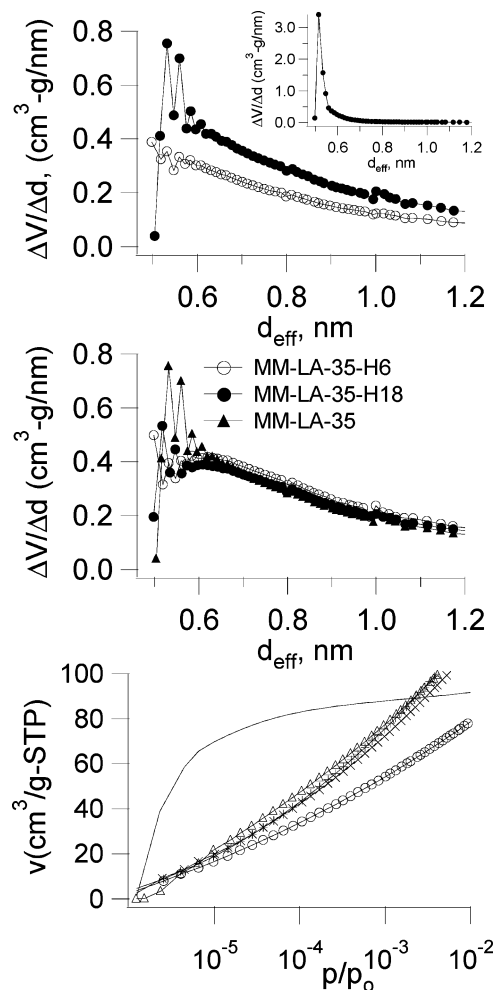 0.8
0.6
0.4
0.2
0.0
ΔV/Δd, (cm³-g/nm)
0.6 0.8 1.0 1.2
d_eff, nm
3.0
2.0
1.0
0.0
ΔV/Δd (cm³-g/nm)
0.6 0.8 1.0 1.2
d_eff, nm
0.8
0.6
0.4
0.2
0.0
ΔV/Δd (cm³-g/nm)
MM-LA-35-H6
MM-LA-35-H18
MM-LA-35
0.6 0.8 1.0 1.2
d_eff, nm
100
80
60
40
20
0
v(cm³/g-STP)
10⁻⁵ 10⁻⁴ 10⁻³ 10⁻²
p/p₀